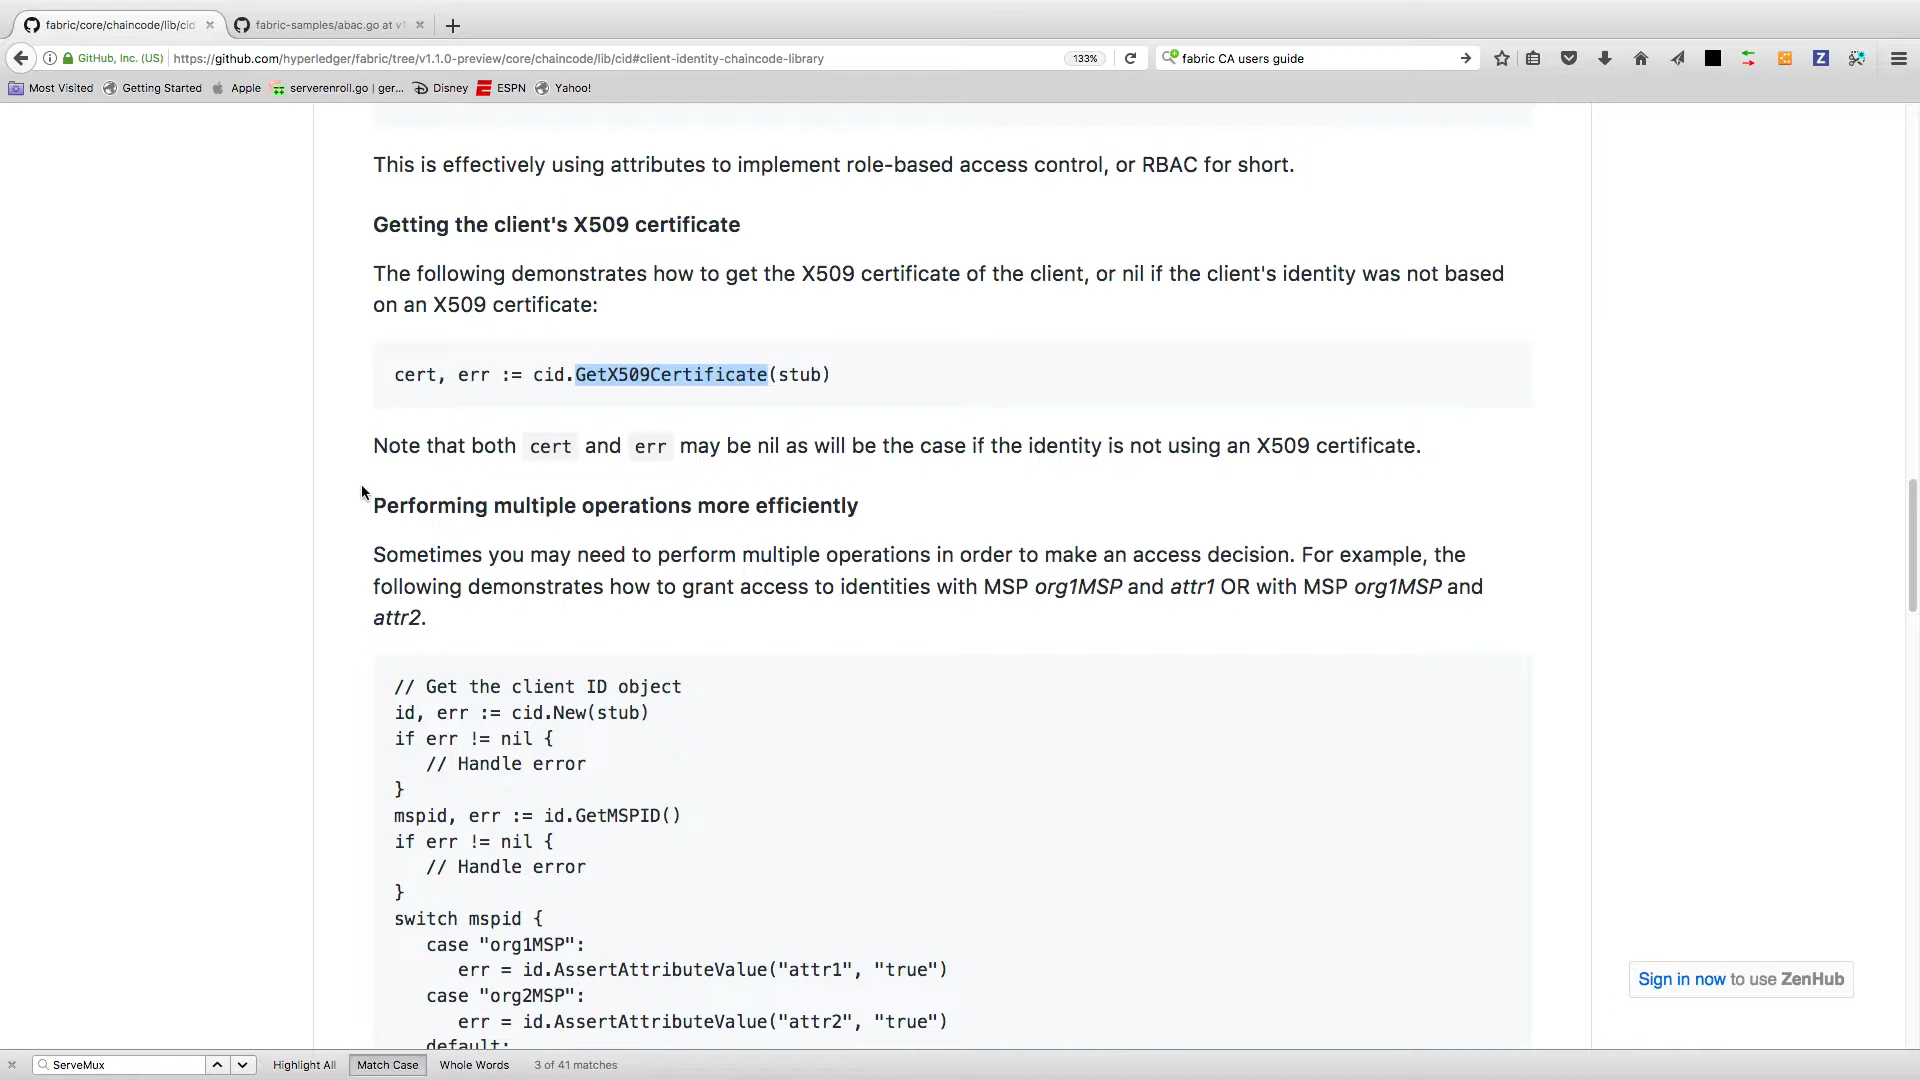 fabric/core/chaincode/lib/cid
fabric-samples/abac.go at v1
GitHub, Inc. (US)
https://github.com/hyperledger/fabric/tree/v1.1.0-preview/core/chaincode/lib/cid#client-identity-chaincode-library
133%
fabric CA users guide
Most Visited
Getting Started
Apple
serverenroll.go | ger...
Disney
ESPN
Yahoo!
This is effectively using attributes to implement role-based access control, or RBAC for short.
Getting the client's X509 certificate
The following demonstrates how to get the X509 certificate of the client, or nil if the client's identity was not based
on an X509 certificate:
cert, err := cid.GetX509Certificate(stub)
Note that both cert and err may be nil as will be the case if the identity is not using an X509 certificate.
Performing multiple operations more efficiently
Sometimes you may need to perform multiple operations in order to make an access decision. For example, the
following demonstrates how to grant access to identities with MSP org1MSP and attr1 OR with MSP org1MSP and
attr2.
// Get the client ID object
id, err := cid.New(stub)
if err != nil {
// Handle error
}
mspid, err := id.GetMSPID()
if err != nil {
// Handle error
}
switch mspid {
case "org1MSP":
err = id.AssertAttributeValue("attr1", "true")
case "org2MSP":
err = id.AssertAttributeValue("attr2", "true")
default:
Sign in now to use ZenHub
ServeMux
Highlight All
Match Case
Whole Words
3 of 41 matches